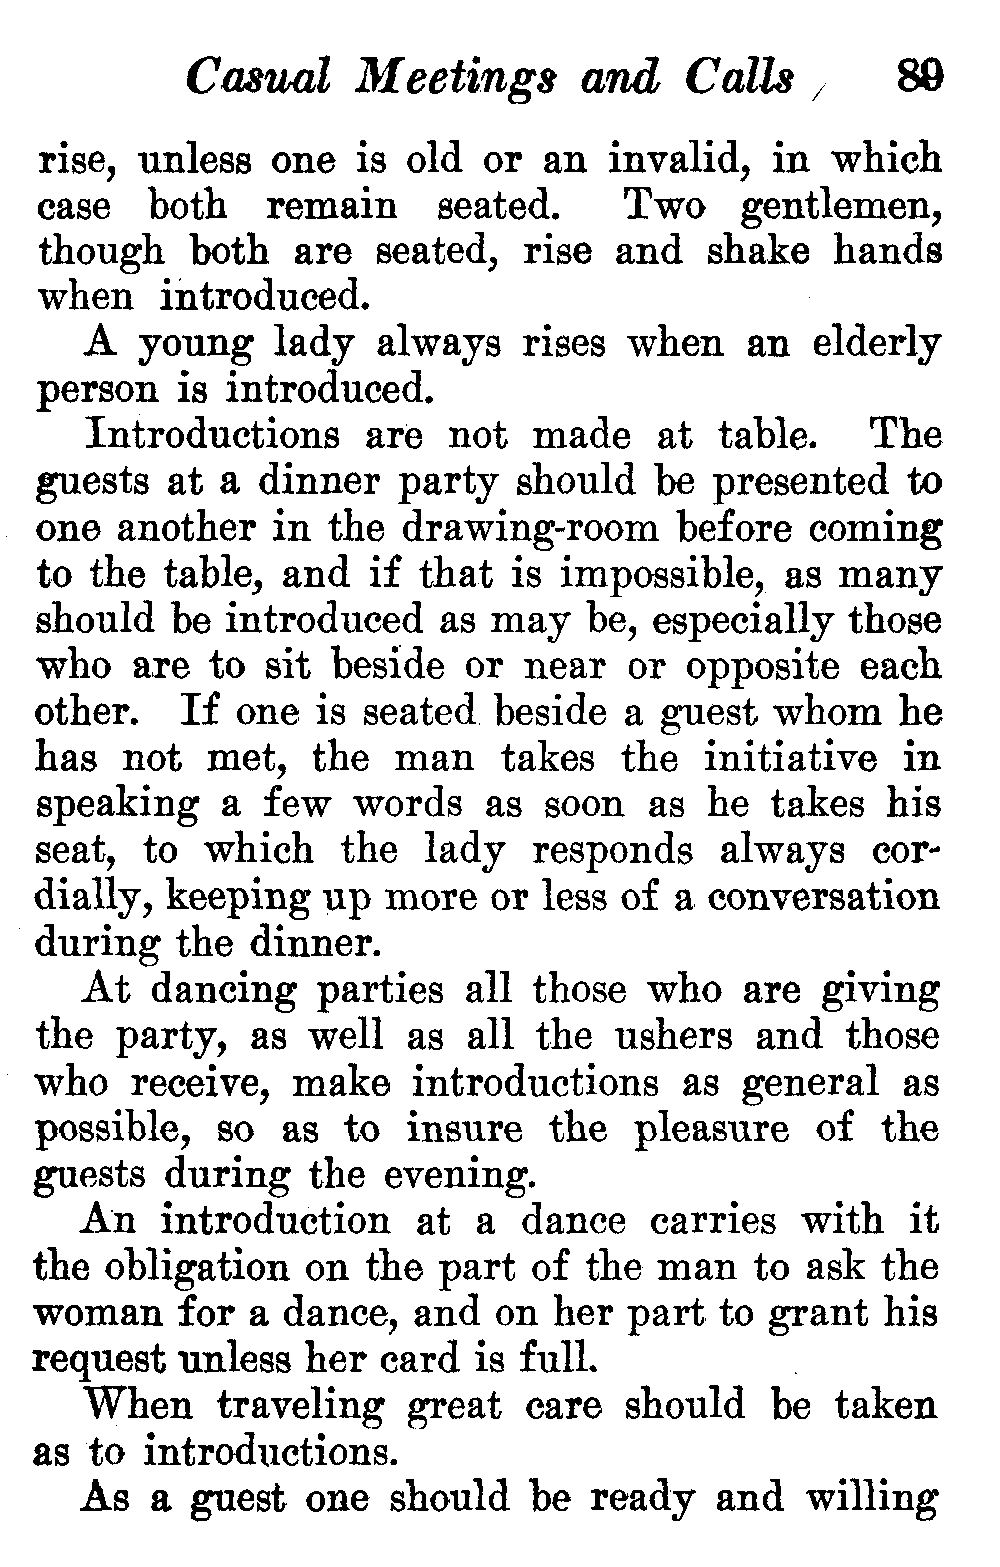 Casual Meetings and Calls 89
rise, unless one is old or an invalid, in which
case both remain seated. Two gentlemen,
though both are seated, rise and shake hands
when introduced.
A young lady always rises when an elderly
person is introduced.
Introductions are not made at table. The
guests at a dinner party should be presented to
one another in the drawing-room before coming
to the table, and if that is impossible, as many
should be introduced as may be, especially those
who are to sit beside or near or opposite each
other. If one is seated beside a guest whom he
has not met, the man takes the initiative in
speaking a few words as soon as he takes his
seat, to which the lady responds always cor-
dially, keeping up more or less of a conversation
during the dinner.
At dancing parties all those who are giving
the party, as well as all the ushers and those
who receive, make introductions as general as
possible, so as to insure the pleasure of the
guests during the evening.
An introduction at a dance carries with it
the obligation on the part of the man to ask the
woman for a dance, and on her part to grant his
request unless her card is full.
When traveling great care should be taken
as to introductions.
As a guest one should be ready and willing